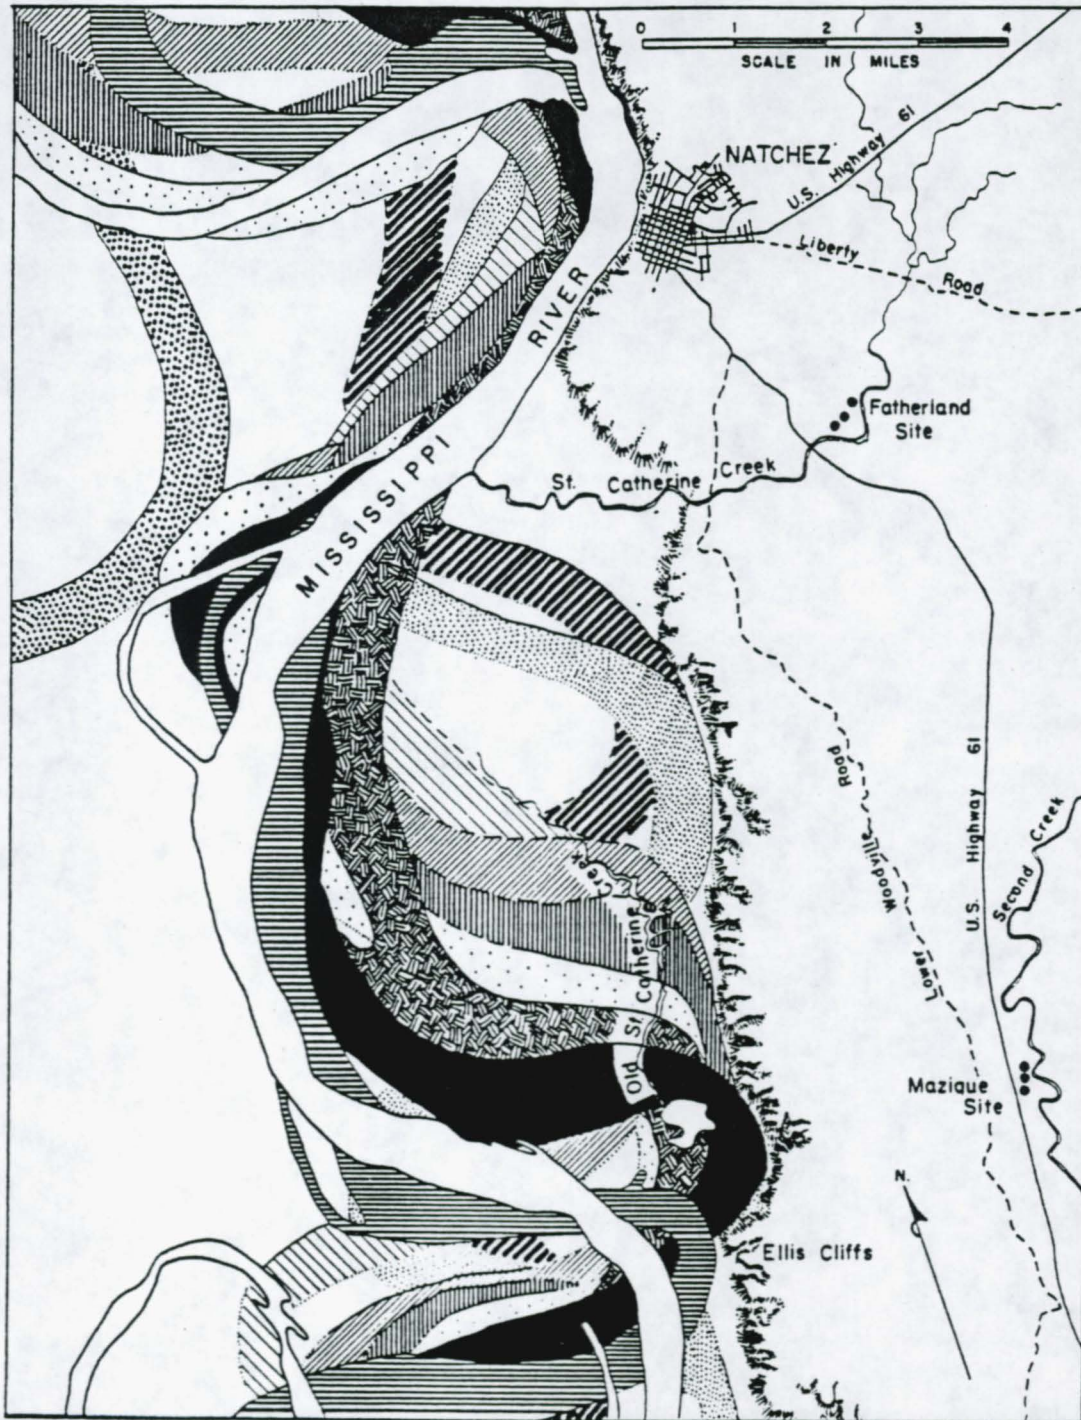 0 1 2 3 4
SCALE IN MILES
NATCHEZ
U.S. Highway 61
Liberty Road
RIVER
Fatherland
Site
MISSISSIPPI
St. Catherine Creek
Lower Woodville Road
U.S. Highway 61
Second Creek
Old St. Catherine Creek
Mazique
Site
N.
Ellis Cliffs